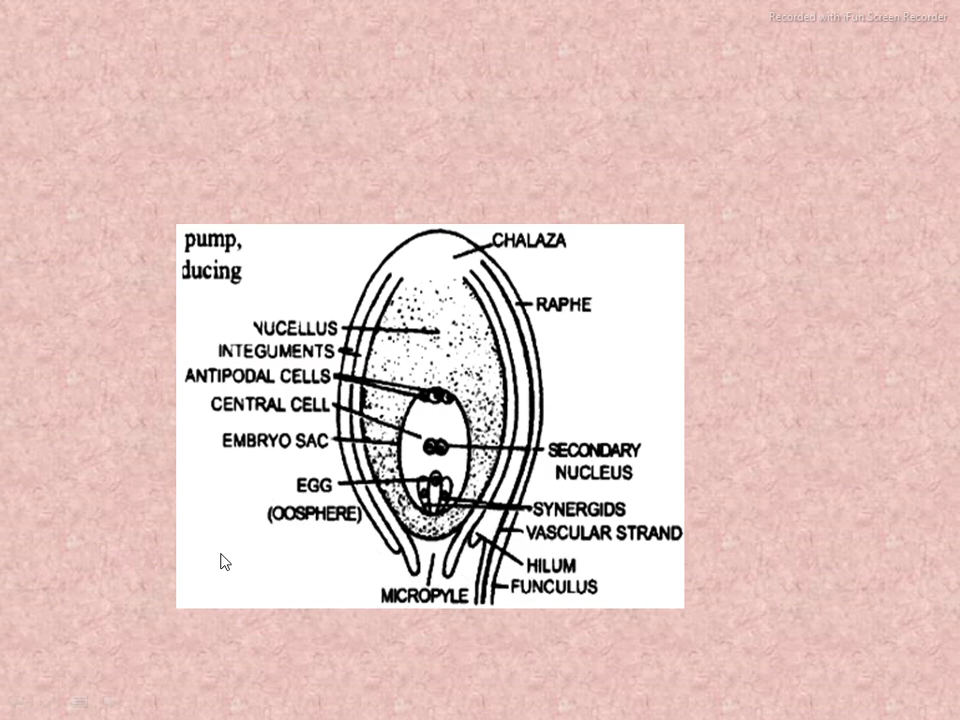 Recorded with iFun Screen Recorder
pump,
ducing
CHALAZA
RAPHE
NUCELLUS
INTEGUMENTS
ANTIPODAL CELLS
CENTRAL CELL
EMBRYO SAC
SECONDARY
NUCLEUS
EGG
(OOSPHERE)
SYNERGIDS
VASCULAR STRAND
HILUM
FUNCULUS
MICROPYLE